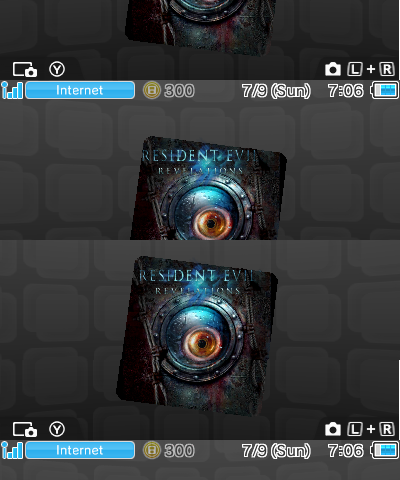 Y L + R
Internet 300 7/9 (Sun) 7:06
RESIDENT EVIL
REVELATIONS
RESIDENT EVIL
REVELATIONS
Y L + R
Internet 300 7/9 (Sun) 7:06